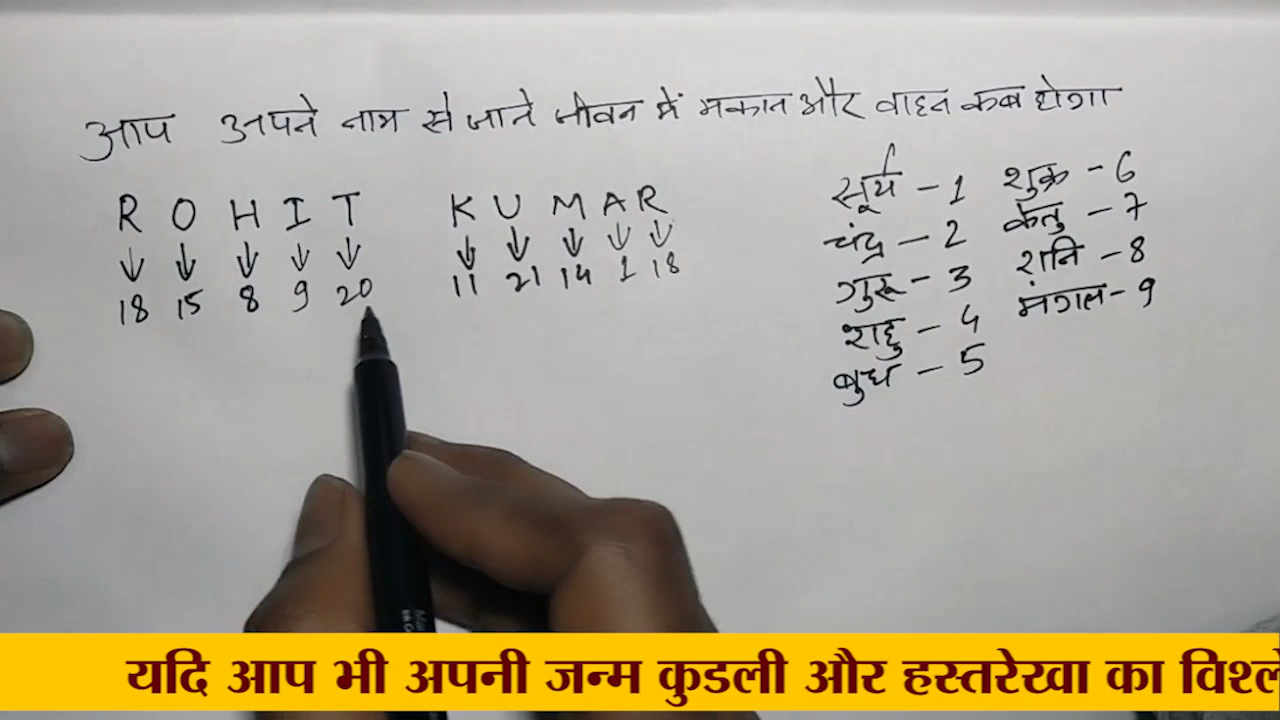 आप अपने नाम से जाने जीवन में मकान और वाहन कब होगा
R O H I T K U M A R
18 15 8 9 20 11 21 14 1 18
सूर्य - 1 शुक्र - 6
चंद्र - 2 केतु - 7
गुरू - 3 शनि - 8
राहु - 4 मंगल - 9
बुध - 5
यदि आप भी अपनी जन्म कुडली और हस्तरेखा का विश्ले